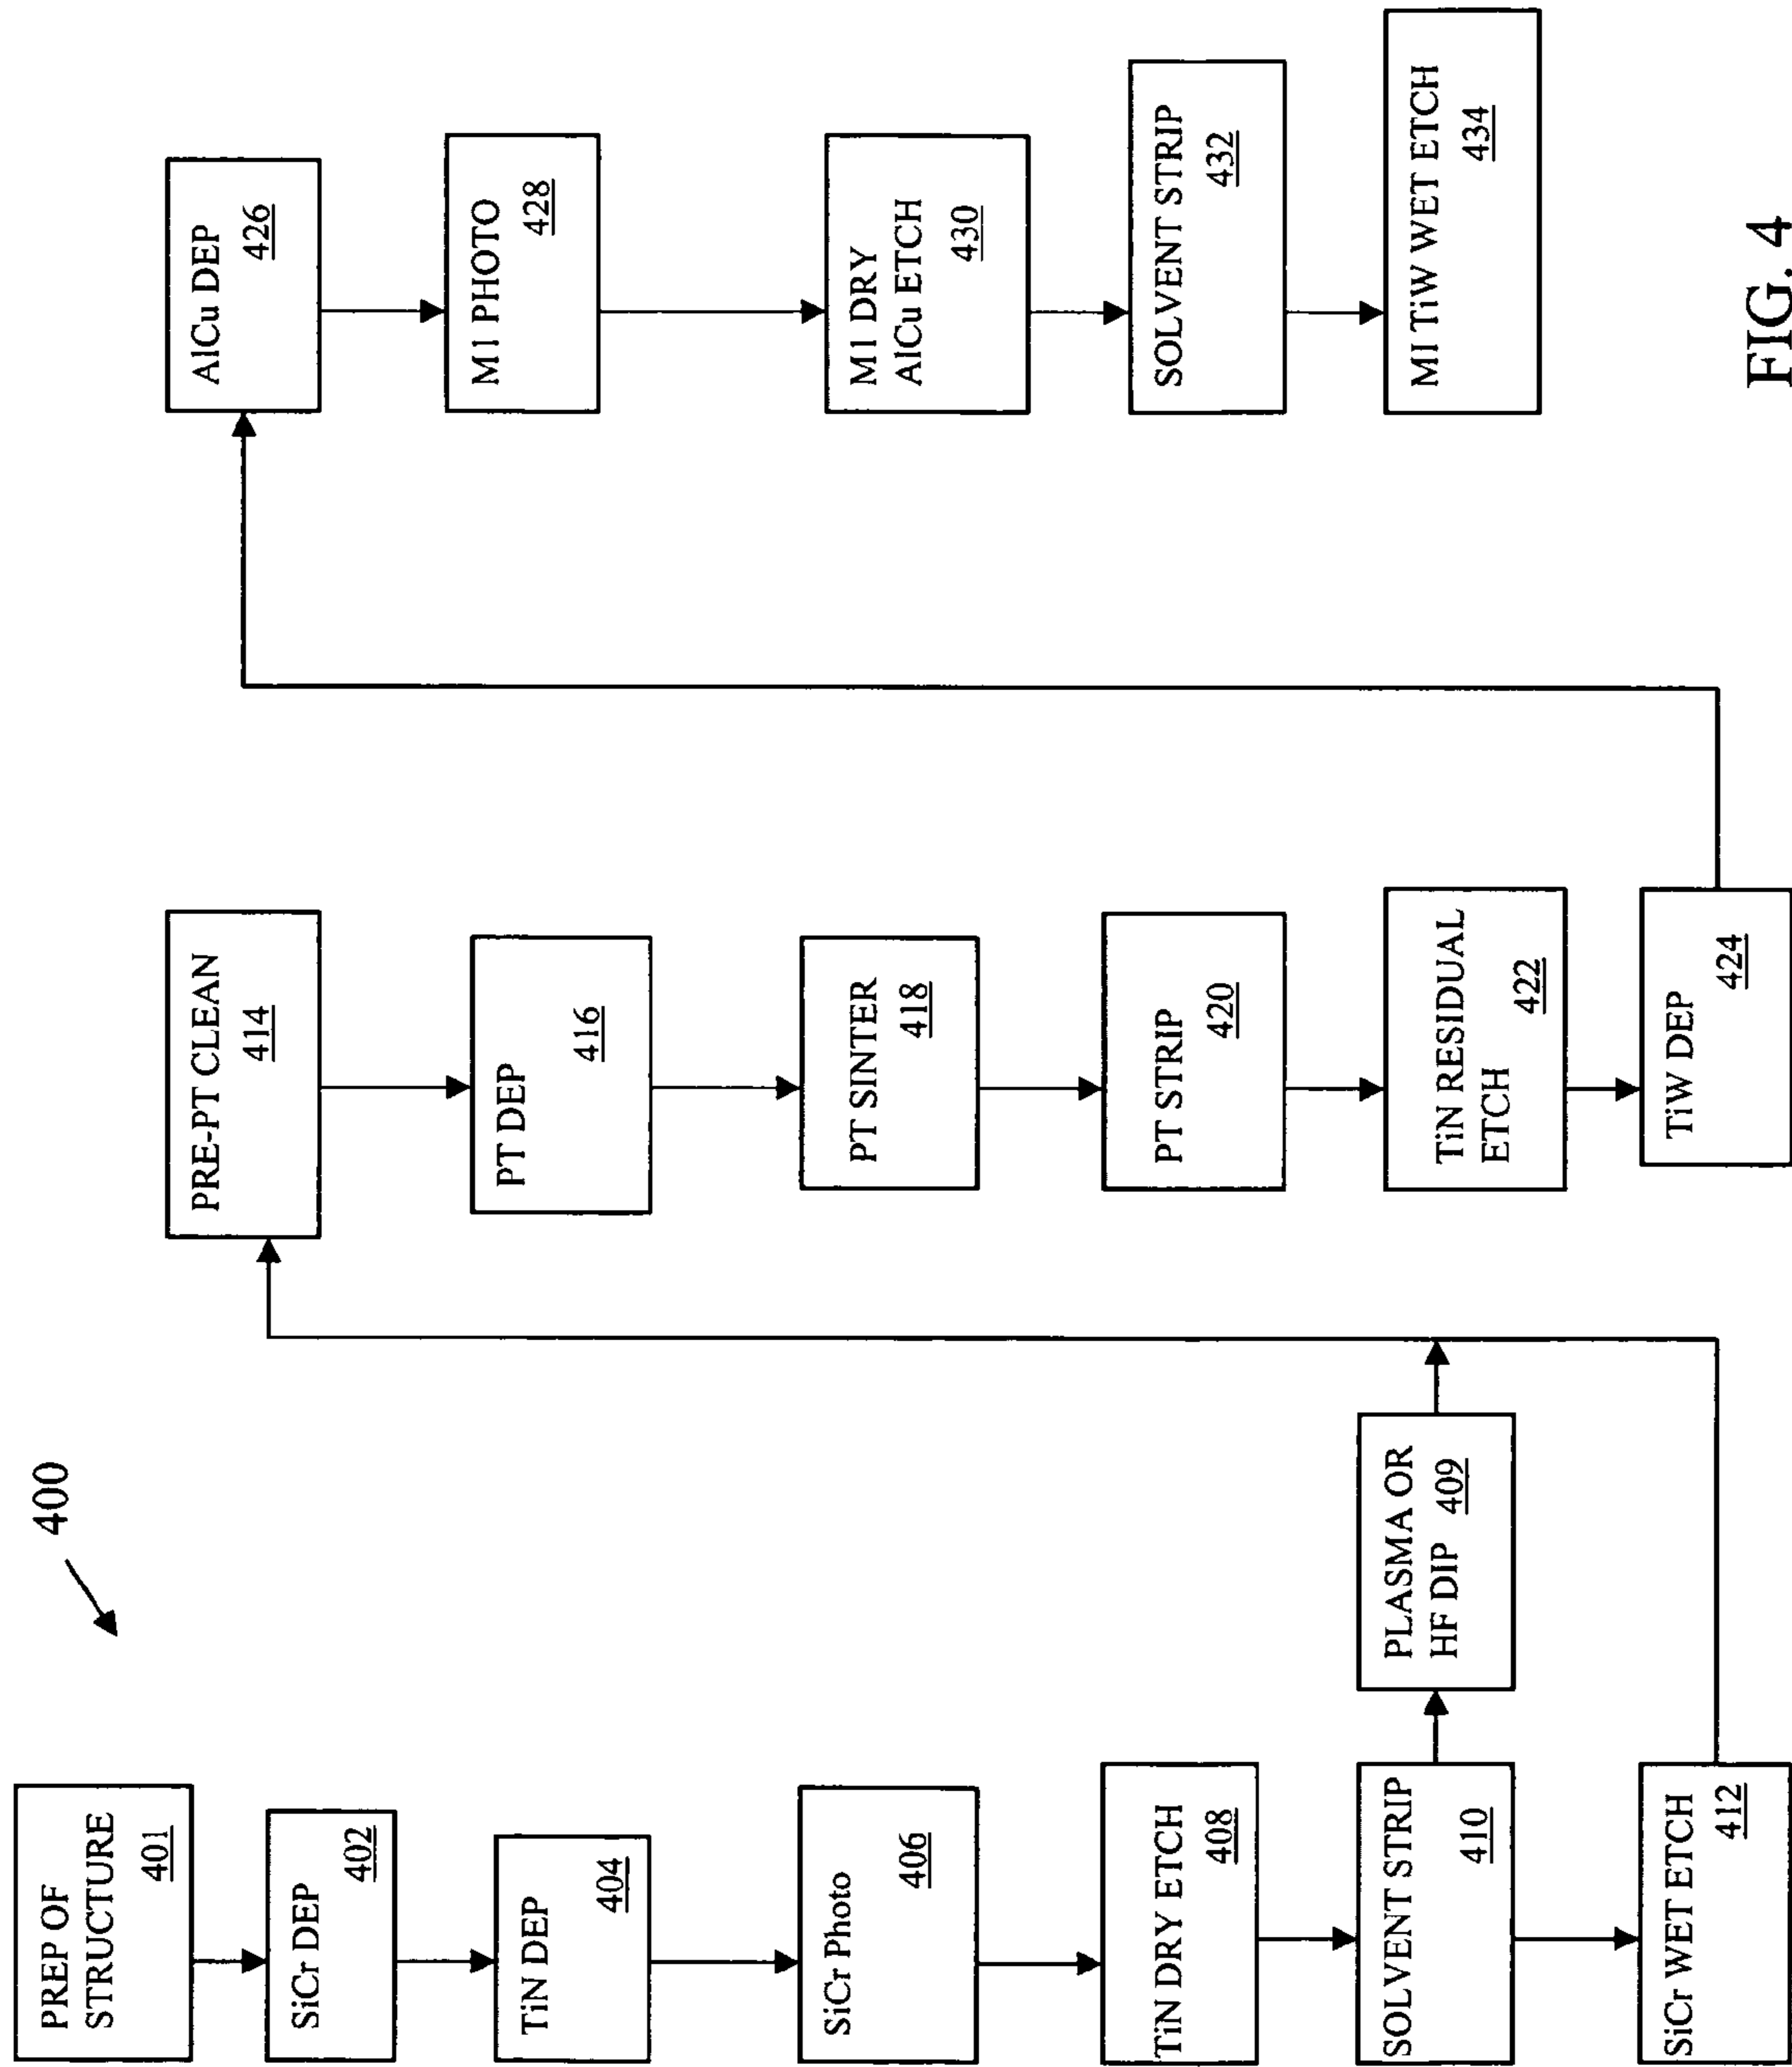 400
PREP OF
STRUCTURE
401
SiCr DEP
402
TiN DEP
404
SiCr Photo
406
TiN DRY ETCH
408
SOLVENT STRIP
410
PLASMA OR
HF DIP 409
SiCr WET ETCH
412
PRE-PT CLEAN
414
PT DEP
416
PT SINTER
418
PT STRIP
420
TiN RESIDUAL
ETCH
422
TiW DEP
424
AlCu DEP
426
M1 PHOTO
428
M1 DRY
AlCu ETCH
430
SOLVENT STRIP
432
MI TiW WET ETCH
434
FIG. 4